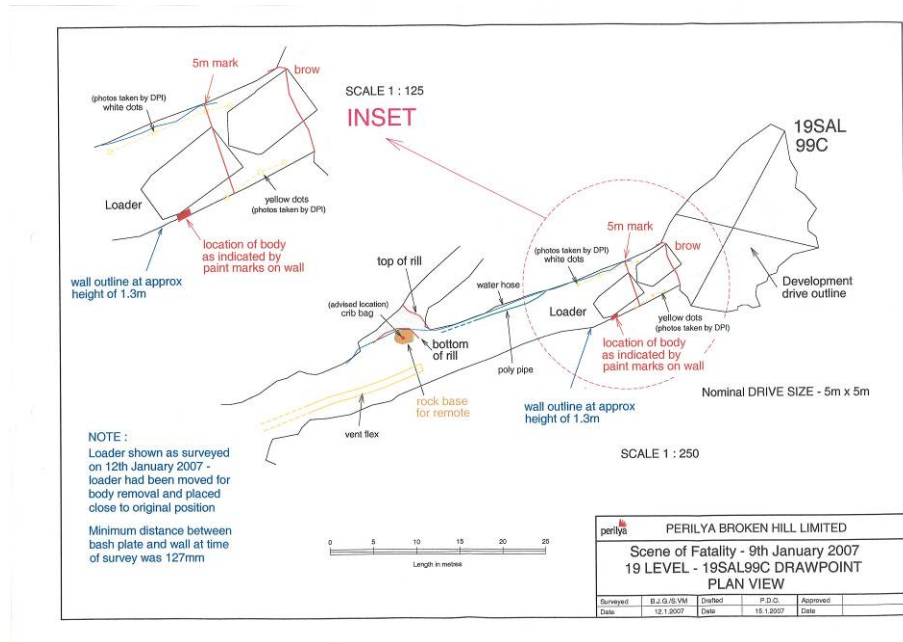 5m mark
brow
(photos taken by DPI)
white dots
SCALE 1 : 125
INSET
Loader
yellow dots
(photos taken by DPI)
location of body
as indicated by
paint marks on wall
wall outline at approx
height of 1.3m
19SAL
99C
5m mark
brow
(photos taken by DPI)
white dots
top of rill
water hose
(advised location)
crib bag
Loader
Development
drive outline
yellow dots
(photos taken by DPI)
bottom
of rill
location of body
as indicated by
paint marks on wall
poly pipe
rock base
for remote
wall outline at approx
height of 1.3m
Nominal DRIVE SIZE - 5m x 5m
vent flex
SCALE 1 : 250
NOTE :
Loader shown as surveyed
on 12th January 2007 -
loader had been moved for
body removal and placed
close to original position
Minimum distance between
bash plate and wall at time
of survey was 127mm
0 5 10 15 20 25
Length in metres
perilya
PERILYA BROKEN HILL LIMITED
Scene of Fatality - 9th January 2007
19 LEVEL - 19SAL99C DRAWPOINT
PLAN VIEW
Surveyed B.J.G./S.VM Drafted P.D.C. Approved
Date 12.1.2007 Date 15.1.2007 Date